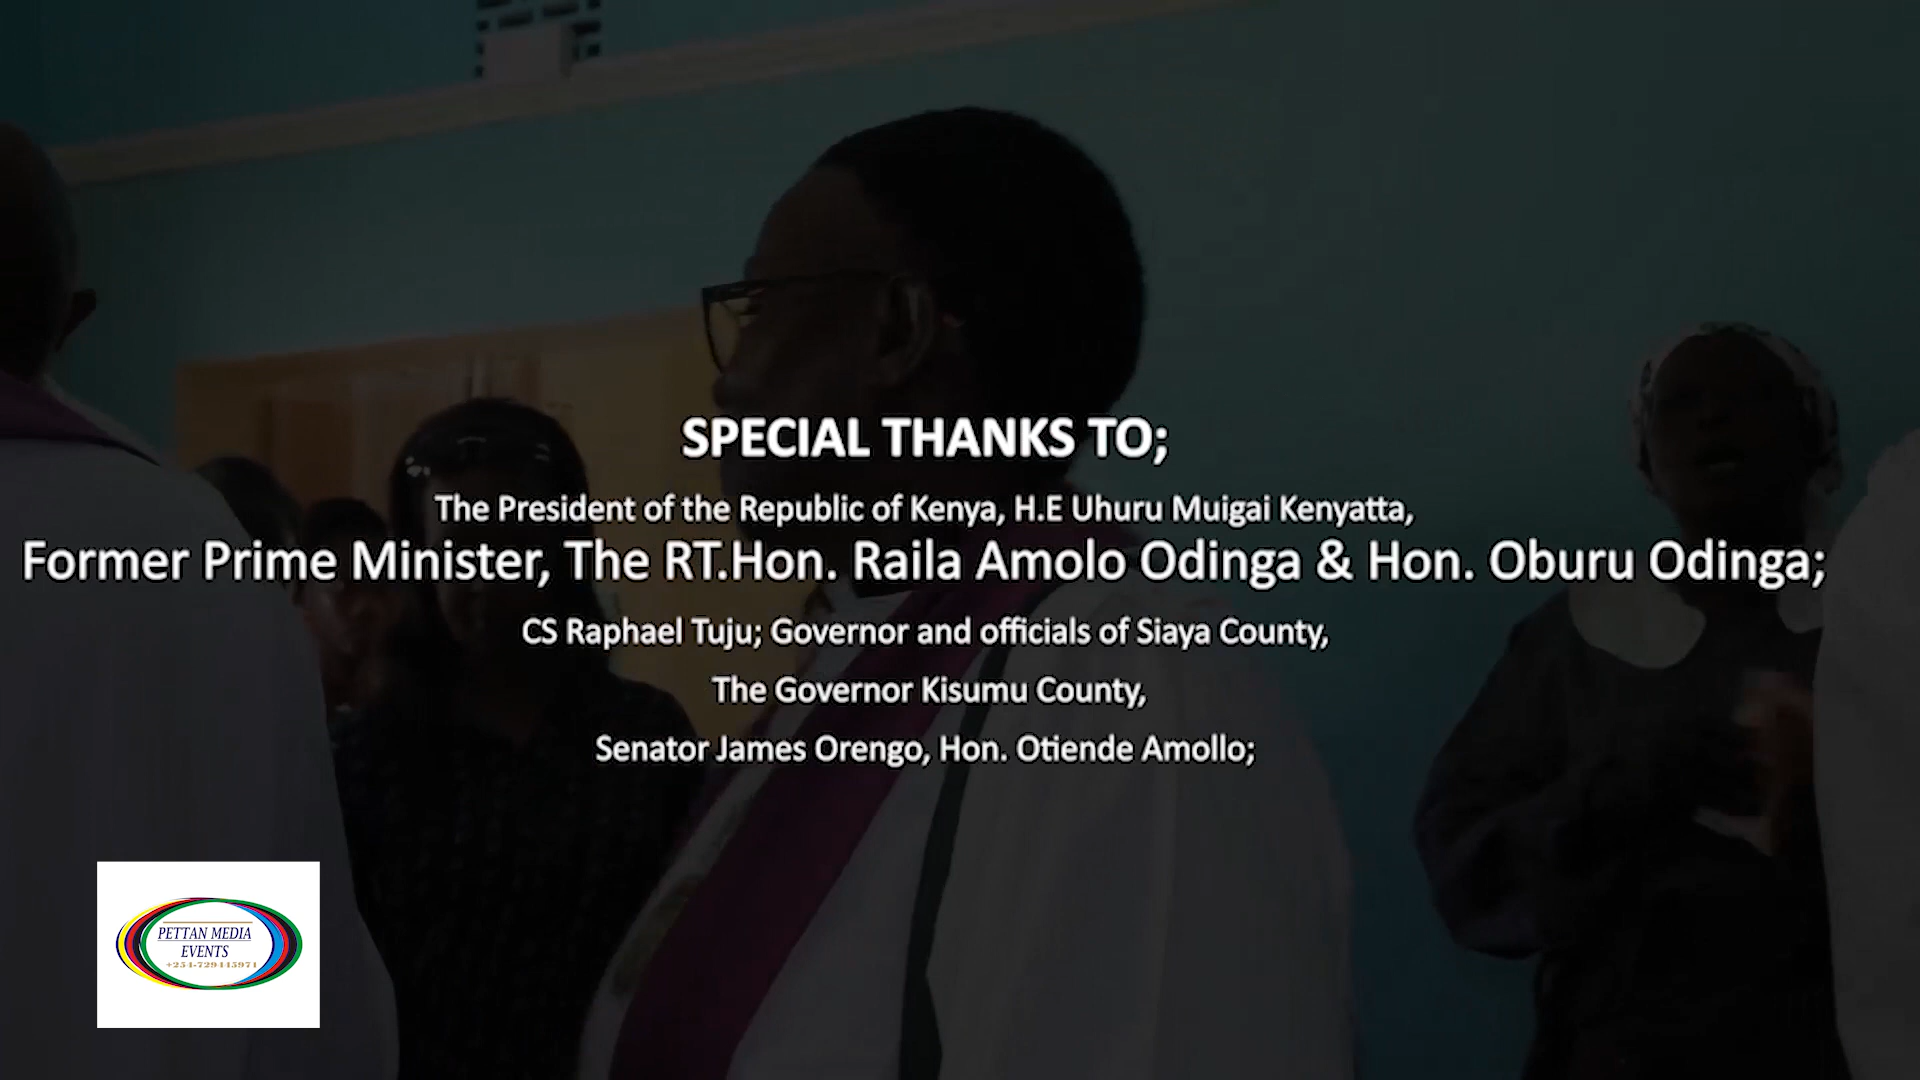 SPECIAL THANKS TO;
The President of the Republic of Kenya, H.E Uhuru Muigai Kenyatta,
Former Prime Minister, The RT.Hon. Raila Amolo Odinga & Hon. Oburu Odinga;
CS Raphael Tuju; Governor and officials of Siaya County,
The Governor Kisumu County,
Senator James Orengo, Hon. Otiende Amollo;
PETTAN MEDIA
EVENTS
+254-729445971